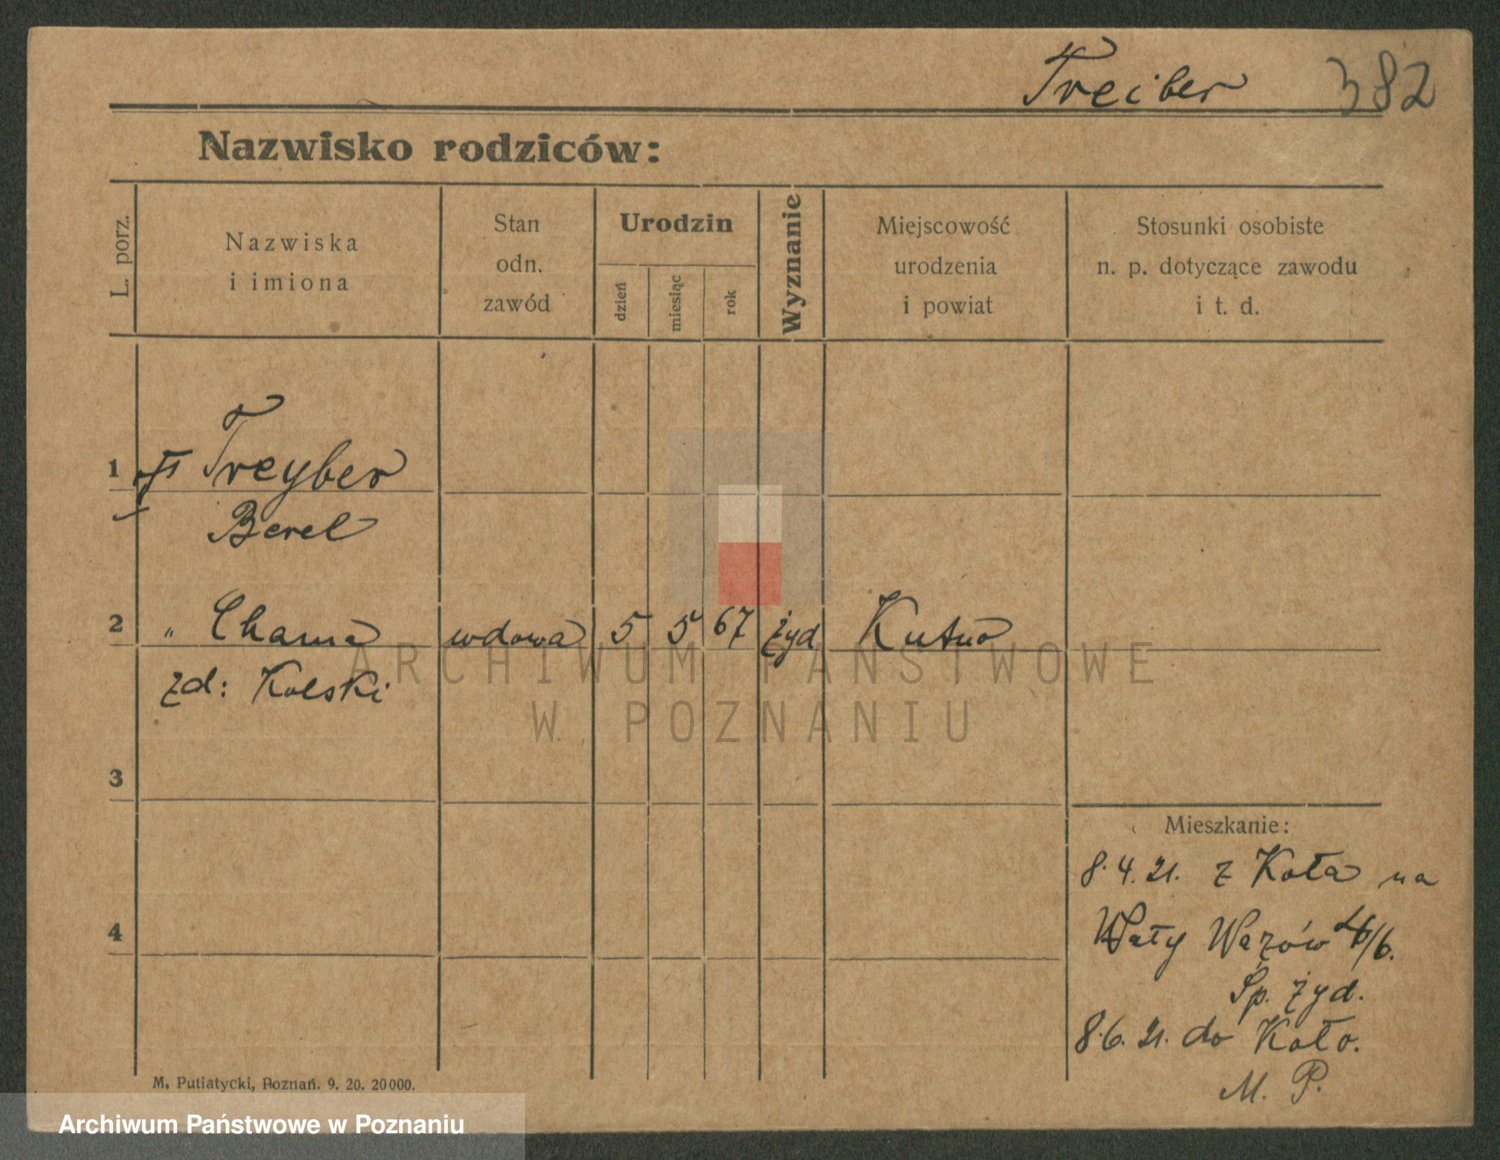 Treiber 382
Nazwisko rodziców:
L. porz.
Nazwiska
i imiona
Stan
odn.
zawód
Urodzin
dzień
miesiąc
rok
Wyznanie
Miejscowość
urodzenia
i powiat
Stosunki osobiste
n. p. dotyczące zawodu
i t. d.
1 Treyber
Berel
2 " Chama wdowa 5 5 67 żyd Kutno
zd: Kolski
ARCHIWUM PAŃSTWOWE
W POZNANIU
3
Mieszkanie:
8.4.21. z Koła na
4
Wały Wazów 46/6.
Sp. żyd.
8.6.21. do Koło.
M. P.
M. Putiatycki, Poznań. 9. 20. 20000.
Archiwum Państwowe w Poznaniu